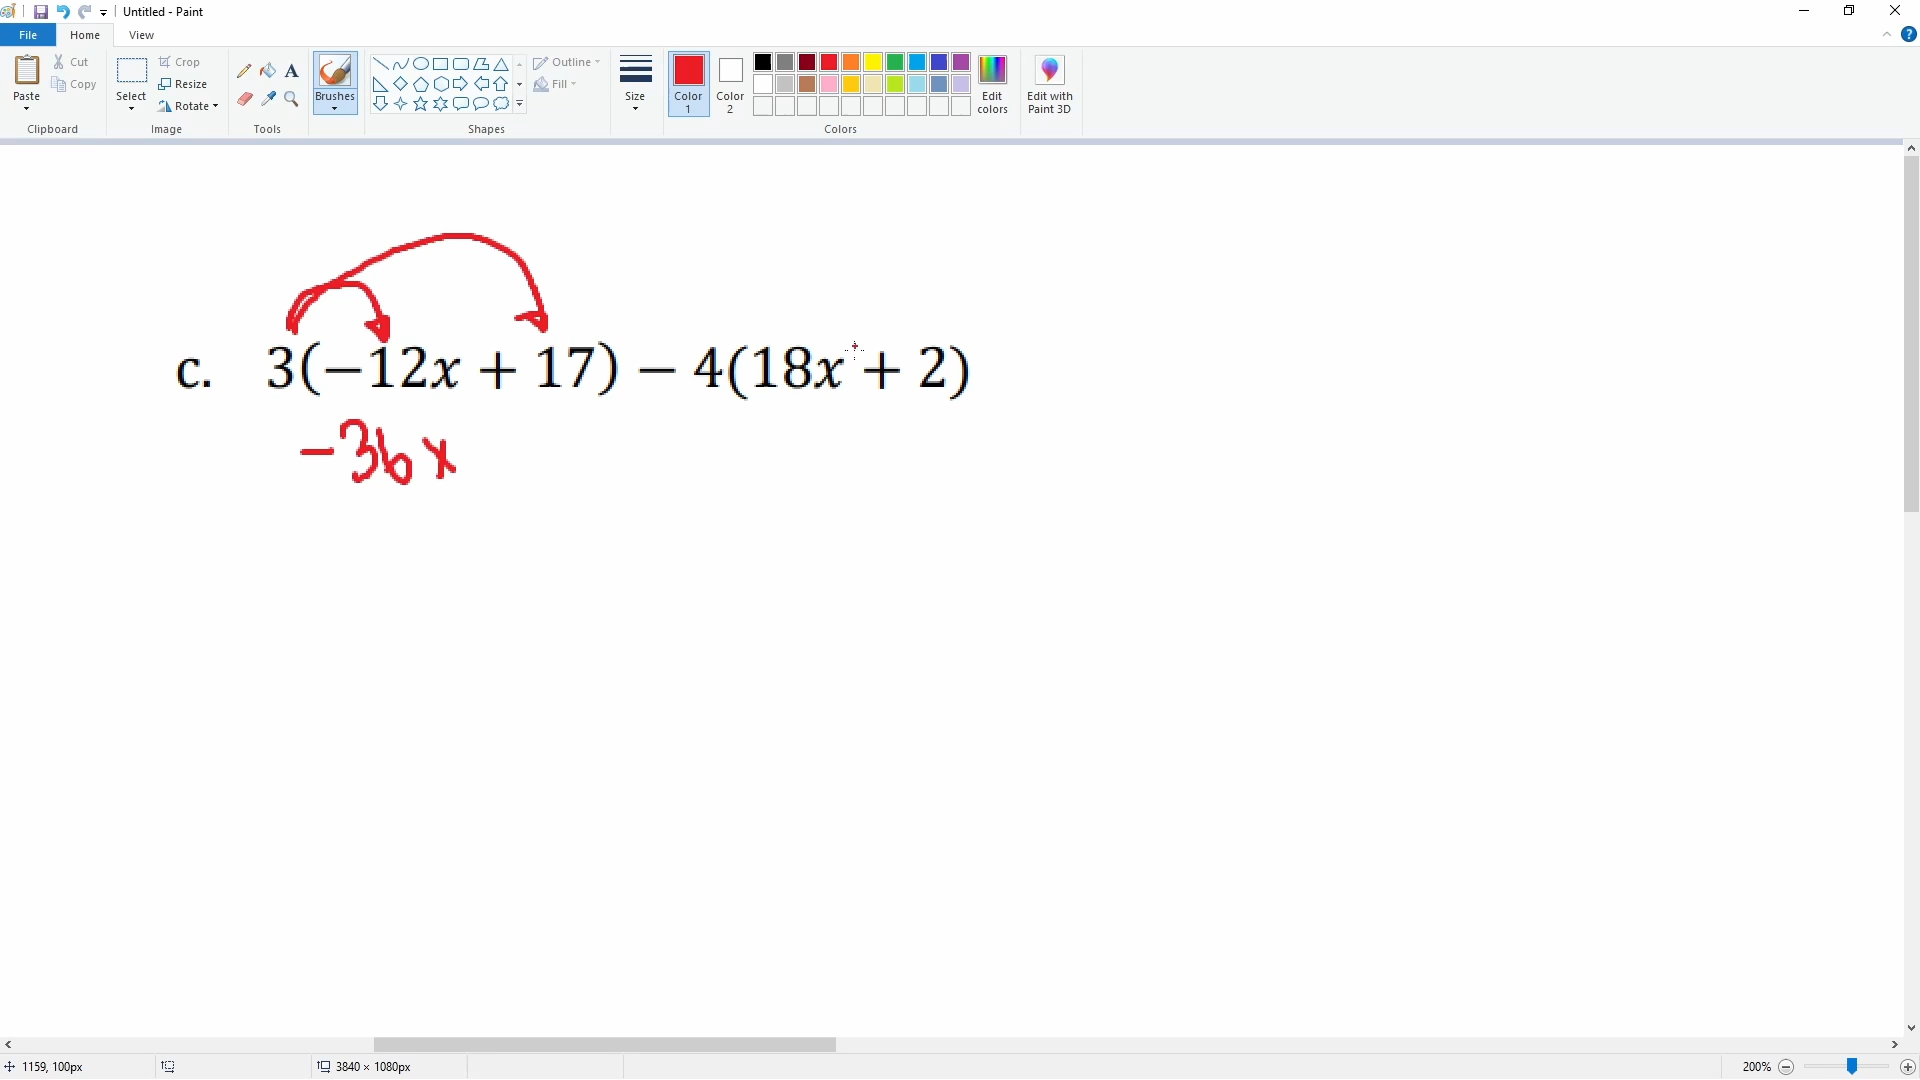 Untitled - Paint
File Home View
Paste
Cut
Copy
Clipboard
Select
Crop
Resize
Rotate
Image
A
Tools
Brushes
Shapes
Outline
Fill
Size
Color 1
Color 2
Edit colors
Colors
Edit with Paint 3D
c. 3(−12x + 17) − 4(18x + 2)
−36x
1159, 100px
3840 × 1080px
200%